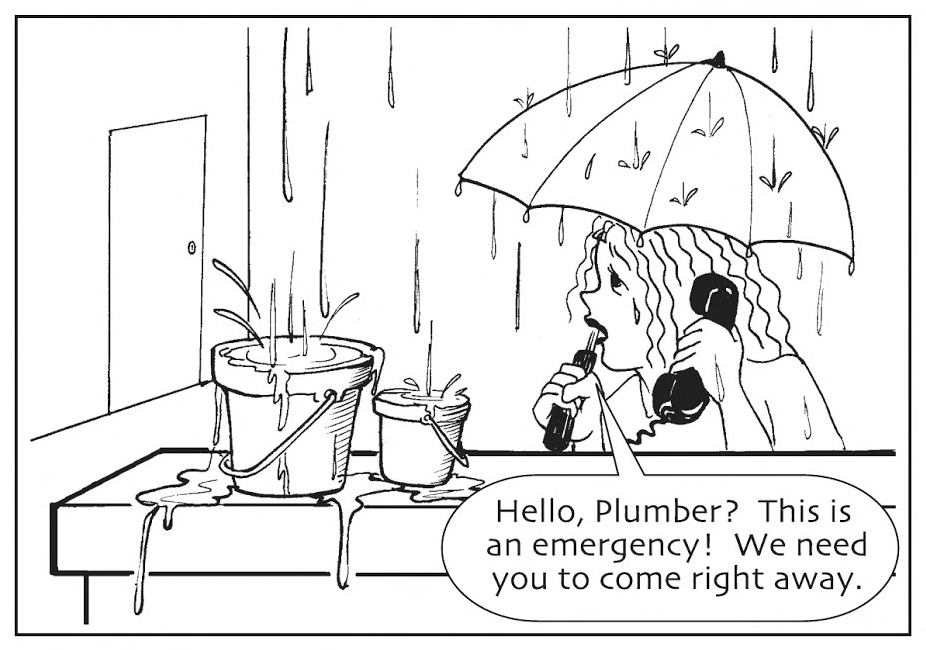 Hello, Plumber? This is
an emergency! We need
you to come right away.